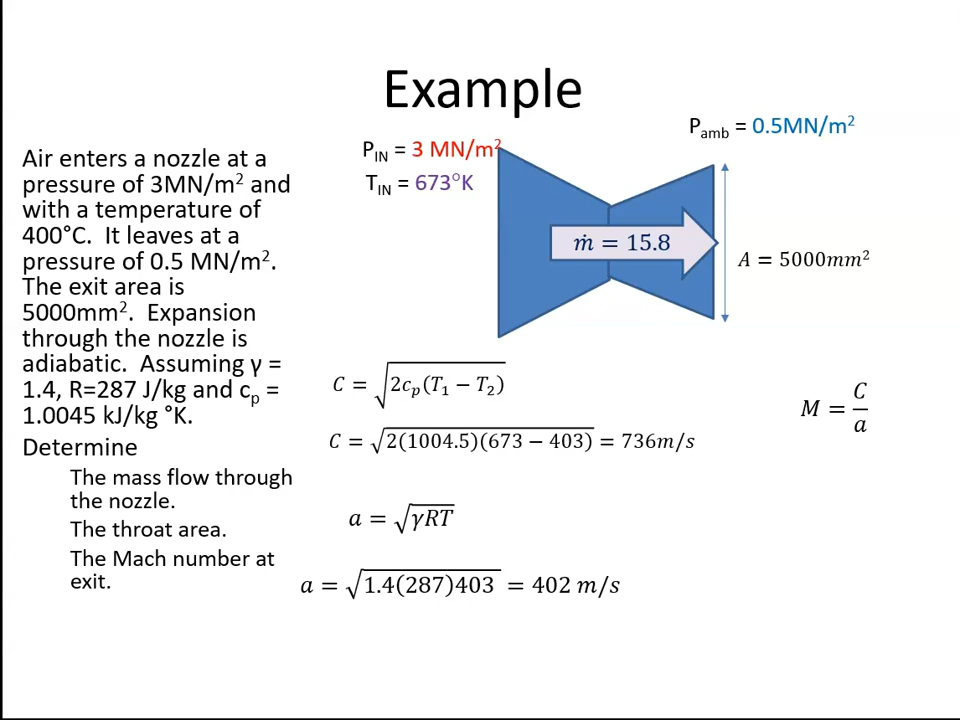 Example
Air enters a nozzle at a
pressure of 3MN/m² and
with a temperature of
400°C. It leaves at a
pressure of 0.5 MN/m².
The exit area is
5000mm². Expansion
through the nozzle is
adiabatic. Assuming γ =
1.4, R=287 J/kg and cₚ =
1.0045 kJ/kg °K.
Determine
The mass flow through
the nozzle.
The throat area.
The Mach number at
exit.
P_IN = 3 MN/m²
T_IN = 673°K
P_amb = 0.5MN/m²
ṁ = 15.8
A = 5000mm²
C = √(2cₚ(T₁ − T₂))
C = √(2(1004.5)(673 − 403)) = 736m/s
M = C/a
a = √(γRT)
a = √(1.4(287)403) = 402 m/s